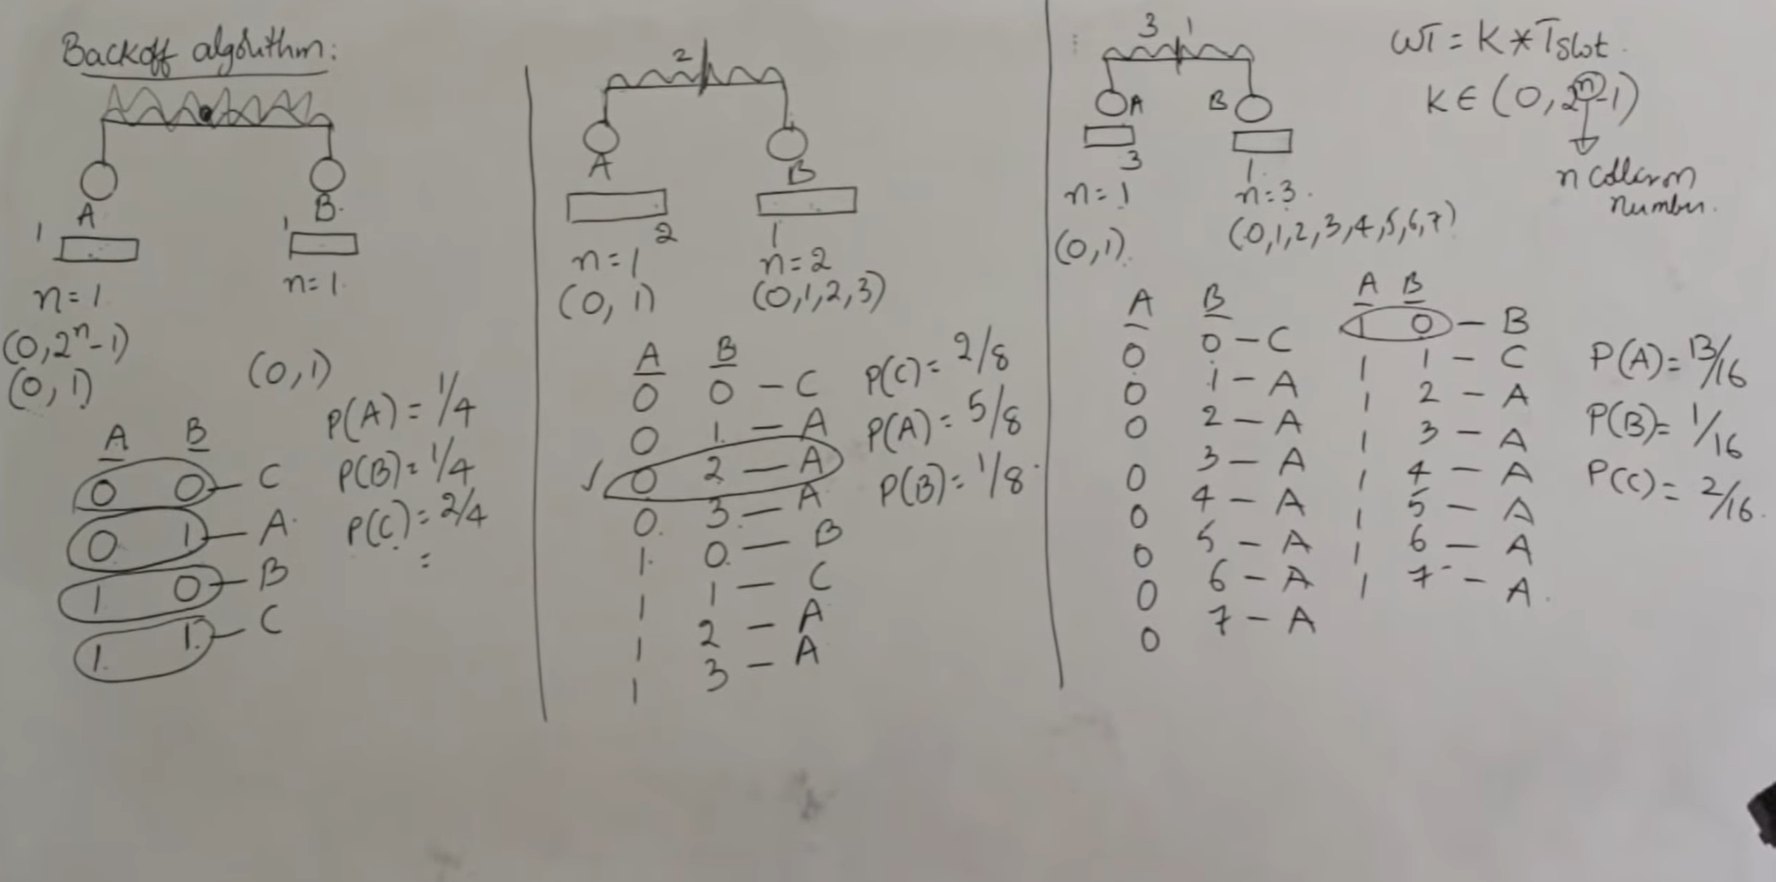 Backoff algorithm:
A B
1 1
n=1 n=1
(0,2ⁿ-1)
(0,1) (0,1)
A B
0 0 - C
0 1 - A
1 0 - B
1 1 - C
P(A) = 1/4
P(B) = 1/4
P(C) = 2/4
2
A B
2 1
n=1 n=2
(0,1) (0,1,2,3)
A B
0 0 - C
0 1 - A
0 2 - A
0 3 - A
1 0 - B
1 1 - C
1 2 - A
1 3 - A
P(C) = 2/8
P(A) = 5/8
P(B) = 1/8
3 1
A B
3 1
n=1 n=3
(0,1) (0,1,2,3,4,5,6,7)
A B
0 0 - C
0 1 - A
0 2 - A
0 3 - A
0 4 - A
0 5 - A
0 6 - A
0 7 - A
A B
1 0 - B
1 1 - C
1 2 - A
1 3 - A
1 4 - A
1 5 - A
1 6 - A
1 7 - A
WT = K * Tslot
K ∈ (0, 2ⁿ-1)
n
number.
P(A) = 13/16
P(B) = 1/16
P(C) = 2/16